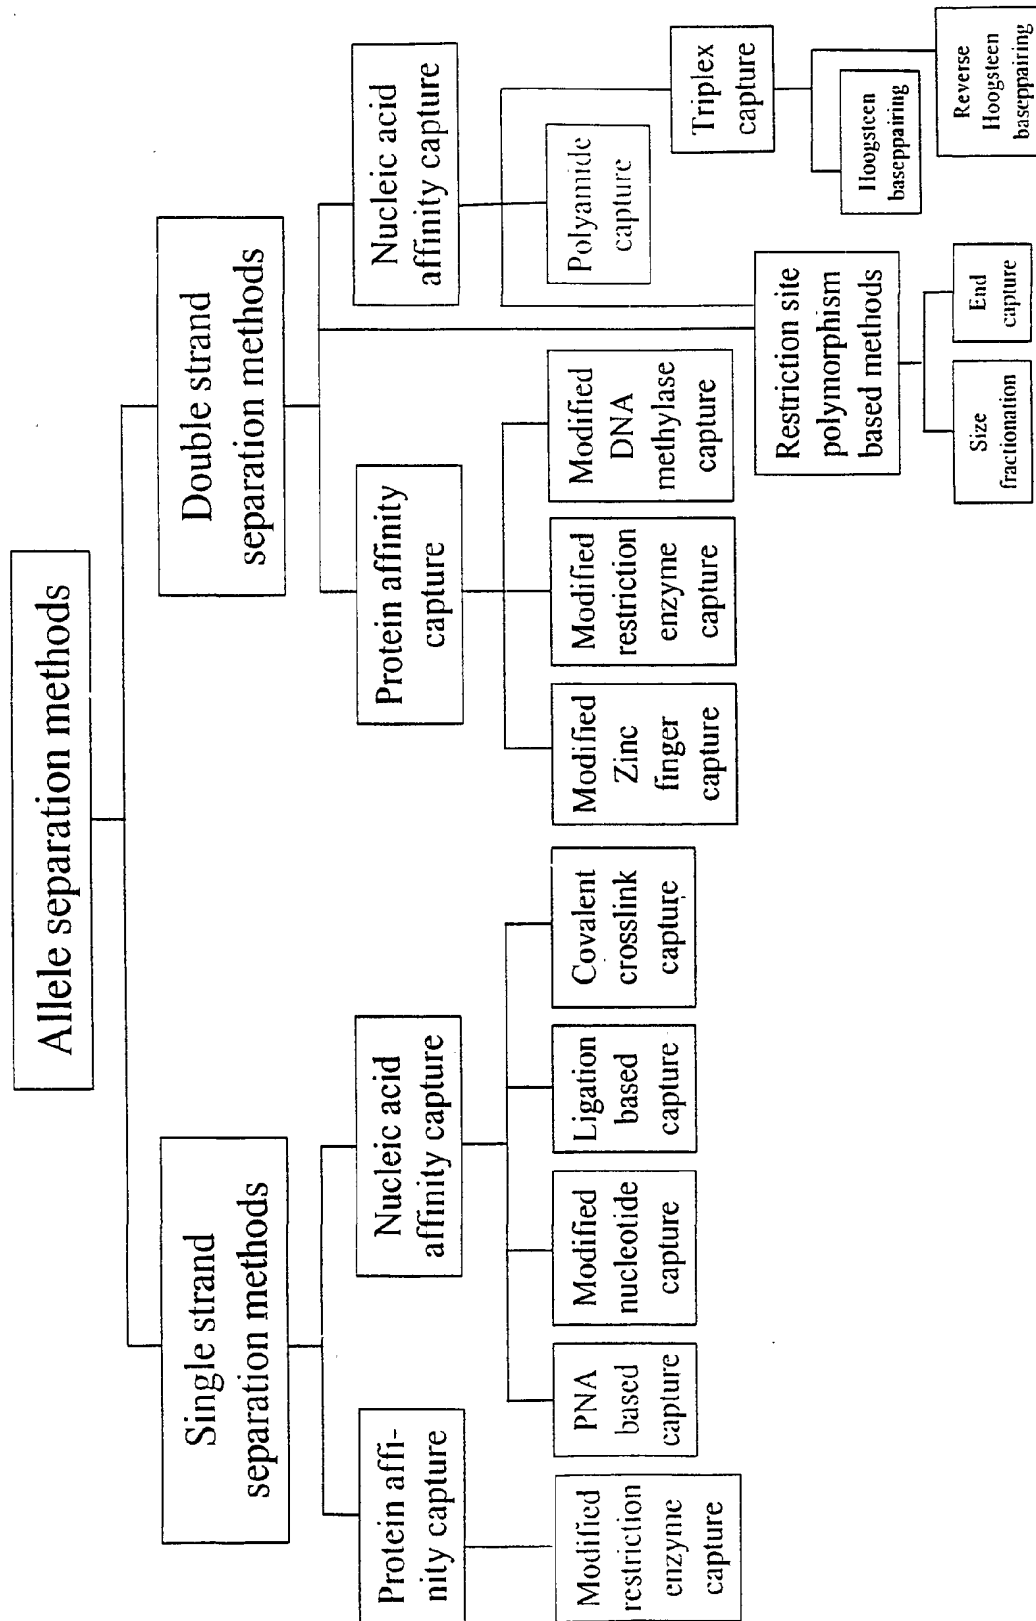 Allele separation methods
Single strand
separation methods
Double strand
separation methods
Protein affi-
nity capture
Nucleic acid
affinity capture
Protein affinity
capture
Nucleic acid
affinity capture
Modified
restriction
enzyme
capture
PNA
based
capture
Modified
nucleotide
capture
Ligation
based
capture
Covalent
crosslink
capture
Modified
Zinc
finger
capture
Modified
restriction
enzyme
capture
Modified
DNA
methylase
capture
Polyamide
capture
Restriction site
polymorphism
based methods
Triplex
capture
Size
fractionation
End
capture
Hoogsteen
baseppairing
Reverse
Hoogsteen
baseppairing